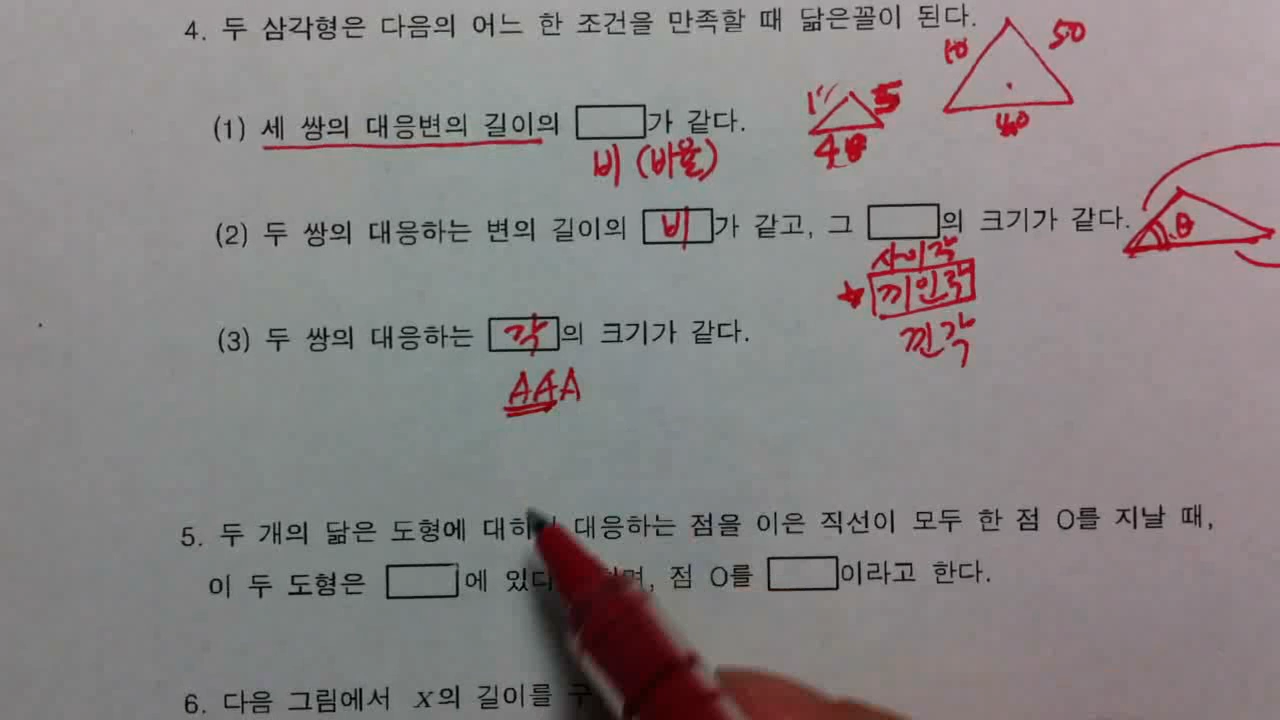 4. 두 삼각형은 다음의 어느 한 조건을 만족할 때 닮은꼴이 된다.
10 50
40
(1) 세 쌍의 대응변의 길이의 가 같다.
비 (비율)
5
4
(2) 두 쌍의 대응하는 변의 길이의 비 가 같고, 그 의 크기가 같다.
θ
사이각
끼인각
낀각
(3) 두 쌍의 대응하는 각 의 크기가 같다.
AAA
5. 두 개의 닮은 도형에 대하 대응하는 점을 이은 직선이 모두 한 점 O를 지날 때,
이 두 도형은 에 있다 점 O를 이라고 한다.
6. 다음 그림에서 x의 길이를 구